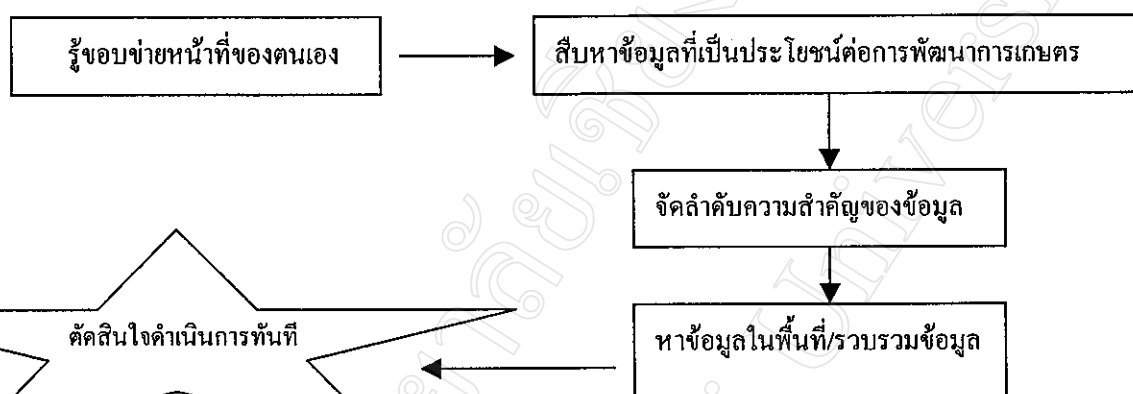 รู้ขอบข่ายหน้าที่ของตนเอง
สืบหาข้อมูลที่เป็นประโยชน์ต่อการพัฒนาการเกษตร
จัดลำดับความสำคัญของข้อมูล
ตัดสินใจดำเนินการทันที
หาข้อมูลในพื้นที่/รวบรวมข้อมูล